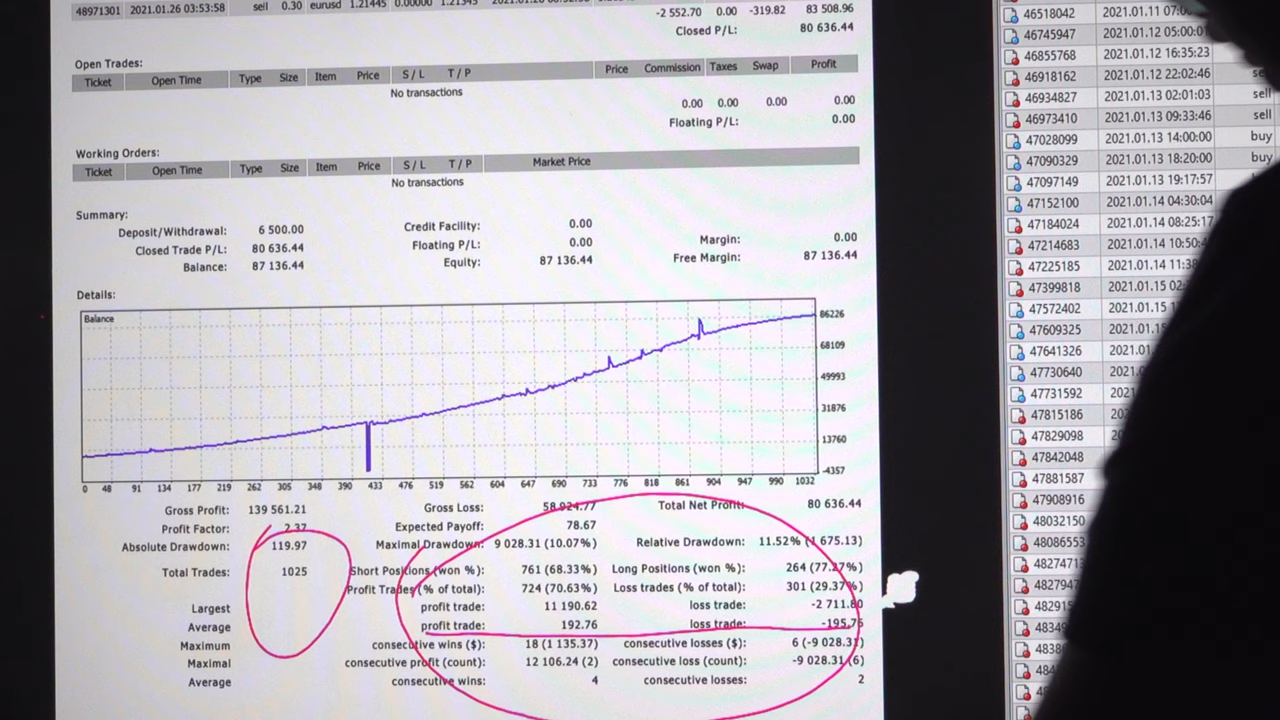 48971301 2021.01.26 03:53:58 sell 0.30 eurusd 1.21445 0.00000
-2 552.70 0.00 -319.82 83 508.96
Closed P/L: 80 636.44
Open Trades:
Ticket Open Time Type Size Item Price S / L T / P Price Commission Taxes Swap Profit
No transactions
0.00 0.00 0.00 0.00
Floating P/L: 0.00
Working Orders:
Ticket Open Time Type Size Item Price S / L T / P Market Price
No transactions
Summary:
Deposit/Withdrawal: 6 500.00 Credit Facility: 0.00
Closed Trade P/L: 80 636.44 Floating P/L: 0.00 Margin: 0.00
Balance: 87 136.44 Equity: 87 136.44 Free Margin: 87 136.44
Details:
Balance
86226
68109
49993
31876
13760
-4357
0 48 91 134 177 219 262 305 348 390 433 476 519 562 604 647 690 733 776 818 861 904 947 990 1032
Gross Profit: 139 561.21 Gross Loss: 58 924.77 Total Net Profit: 80 636.44
Profit Factor: 2.37 Expected Payoff: 78.67
Absolute Drawdown: 119.97 Maximal Drawdown: 9 028.31 (10.07%) Relative Drawdown: 11.52% (1 675.13)
Total Trades: 1025 Short Positions (won %): 761 (68.33%) Long Positions (won %): 264 (77.27%)
Profit Trades (% of total): 724 (70.63%) Loss trades (% of total): 301 (29.37%)
Largest profit trade: 11 190.62 loss trade: -2 711.80
Average profit trade: 192.76 loss trade: -195.76
Maximum consecutive wins ($): 18 (1 135.37) consecutive losses ($): 6 (-9 028.31)
Maximal consecutive profit (count): 12 106.24 (2) consecutive loss (count): -9 028.31 (6)
Average consecutive wins: 4 consecutive losses: 2
46518042 2021.01.11
46745947 2021.01.12 05:00:01
46855768 2021.01.12 16:35:23
46918162 2021.01.12 22:02:46
46934827 2021.01.13 02:01:03 sell
46973410 2021.01.13 09:33:46 sell
47028099 2021.01.13 14:00:00 buy
47090329 2021.01.13 18:20:00 buy
47097149 2021.01.13 19:17:57
47152100 2021.01.14 04:30:04
47184024 2021.01.14 08:25:17
47214683 2021.01.14
47225185 2021.01.14
47399818 2021.01.15
47572402 2021.01.15
47609325
47641326
47730640
47731592
47815186
47829098
47842048
47881587
47908916
48032150
48086553